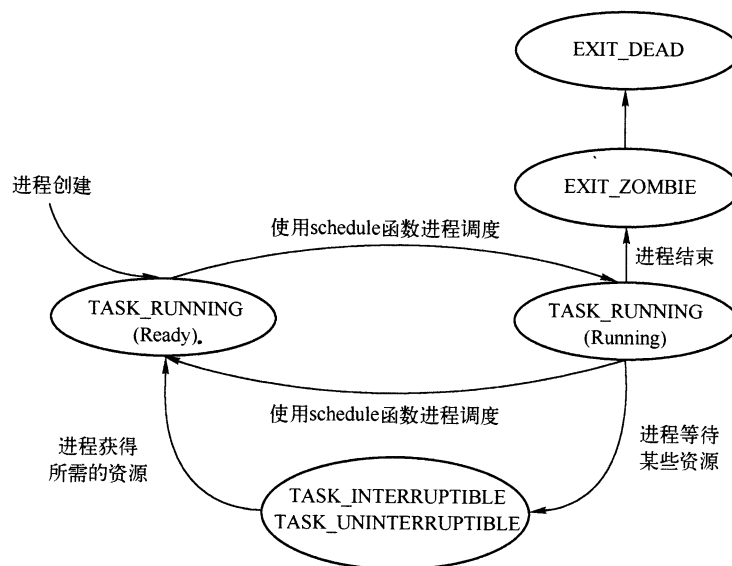 EXIT_DEAD
EXIT_ZOMBIE
进程创建
使用schedule函数进程调度
进程结束
TASK_RUNNING
(Ready)
TASK_RUNNING
(Running)
使用schedule函数进程调度
进程获得
所需的资源
进程等待
某些资源
TASK_INTERRUPTIBLE
TASK_UNINTERRUPTIBLE